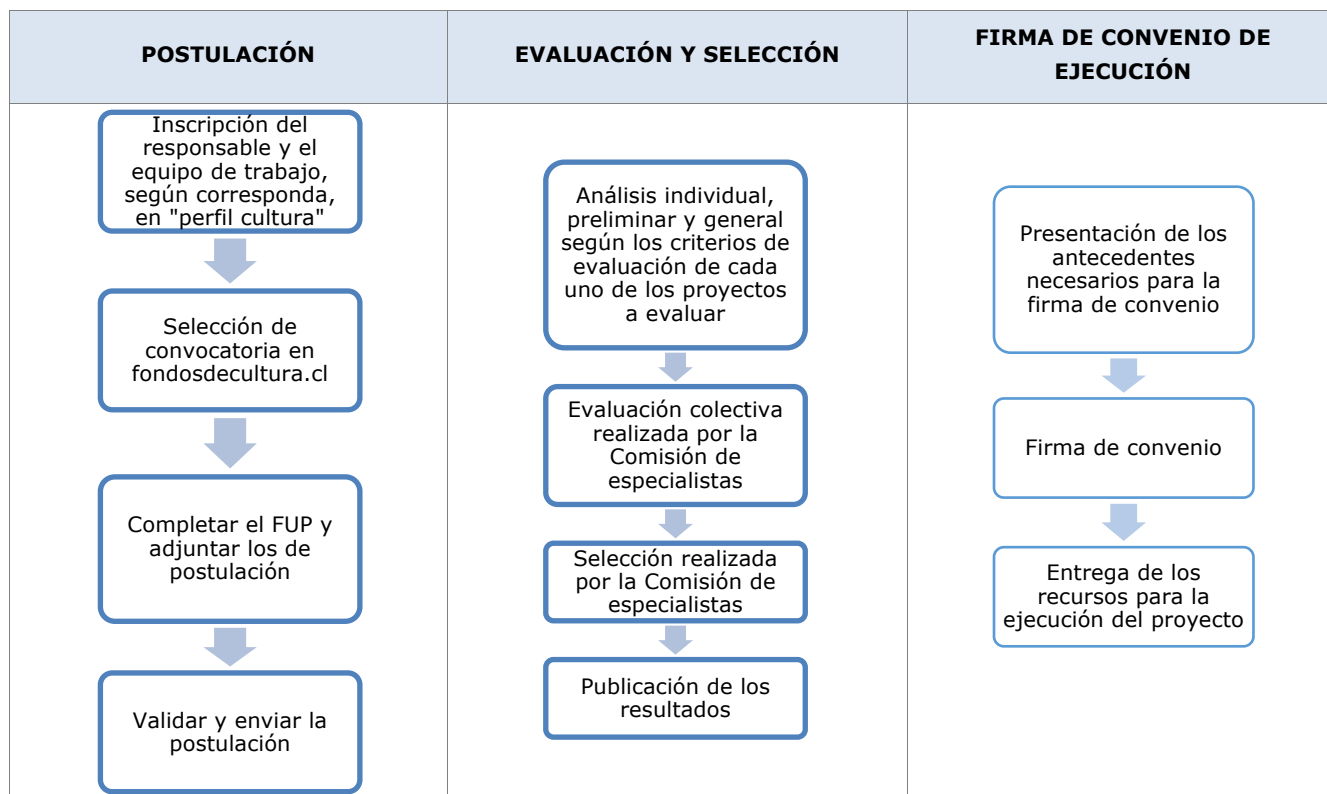 POSTULACIÓN
Inscripción del
responsable y el
equipo de trabajo,
según corresponda,
en "perfil cultura"
Selección de
convocatoria en
fondosdecultura.cl
Completar el FUP y
adjuntar los de
postulación
Validar y enviar la
postulación
EVALUACIÓN Y SELECCIÓN
Análisis individual,
preliminar y general
según los criterios de
evaluación de cada
uno de los proyectos
a evaluar
Evaluación colectiva
realizada por la
Comisión de
especialistas
Selección realizada
por la Comisión de
especialistas
Publicación de los
resultados
FIRMA DE CONVENIO DE
EJECUCIÓN
Presentación de los
antecedentes
necesarios para la
firma de convenio
Firma de convenio
Entrega de los
recursos para la
ejecución del proyecto